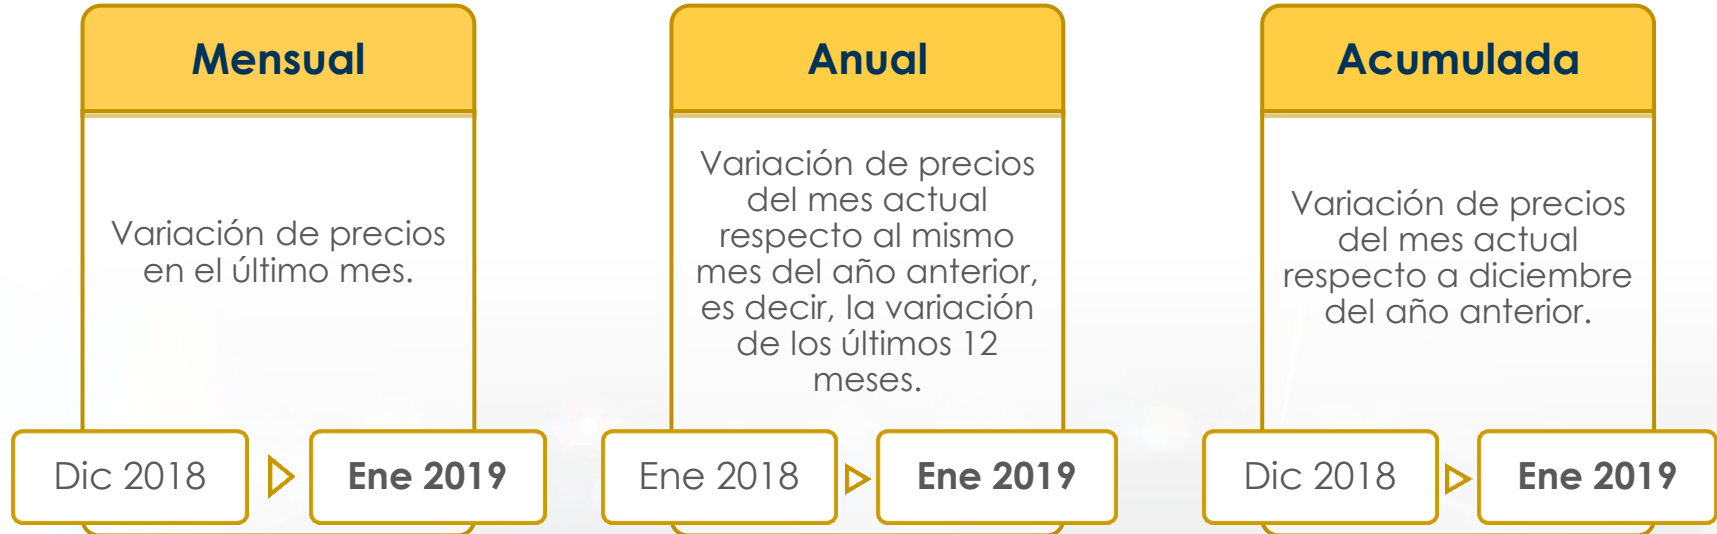 Mensual
Variación de precios
en el último mes.
Dic 2018
Ene 2019
Anual
Variación de precios
del mes actual
respecto al mismo
mes del año anterior,
es decir, la variación
de los últimos 12
meses.
Ene 2018
Ene 2019
Acumulada
Variación de precios
del mes actual
respecto a diciembre
del año anterior.
Dic 2018
Ene 2019